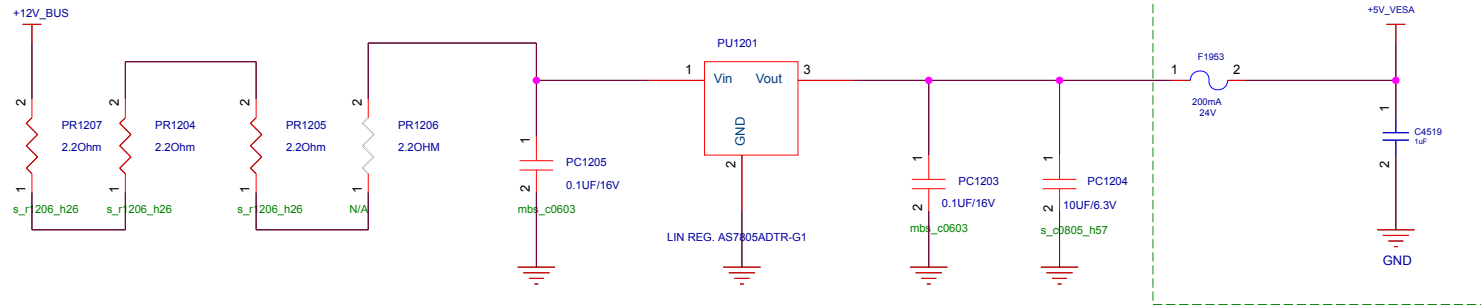 +12V_BUS
+5V_VESA
PU1201
F1953
1
Vin
Vout
3
1
2
200mA
24V
GND
2
2
2
2
2
PR1207
2.2Ohm
PR1204
2.2Ohm
PR1205
2.2Ohm
PR1206
2.2OHM
1
1
1
1
s_r1206_h26
s_r1206_h26
s_r1206_h26
N/A
1
2
PC1205
0.1UF/16V
mbs_c0603
LIN REG. AS7805ADTR-G1
1
2
PC1203
0.1UF/16V
mbs_c0603
1
2
PC1204
10UF/6.3V
s_c0805_h57
1
2
C4519
1uF
GND